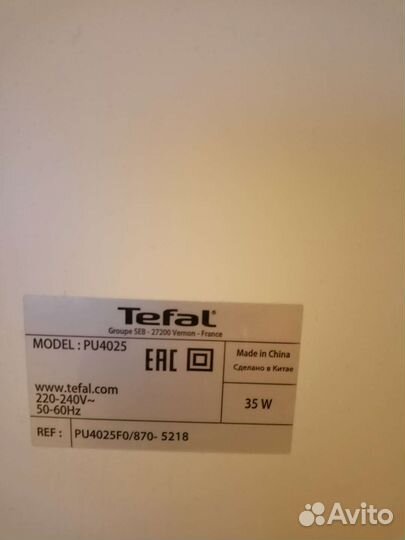 Tefal®
Groupe SEB - 27200 Vernon - France
MODEL : PU4025
EAC
Made in China
Сделано в Китае
www.tefal.com
220-240V~
50-60Hz
35 W
REF : PU4025F0/870- 5218
Avito